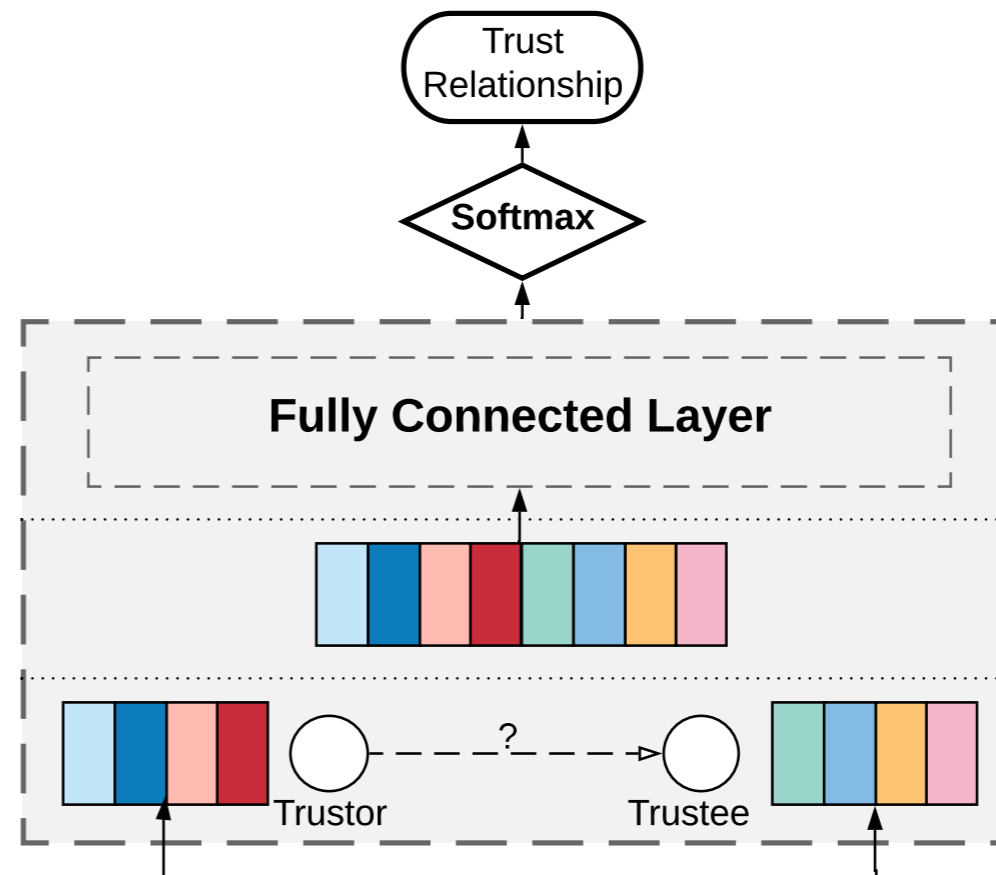 Trust
Relationship
Softmax
Fully Connected Layer
?
Trustor
Trustee